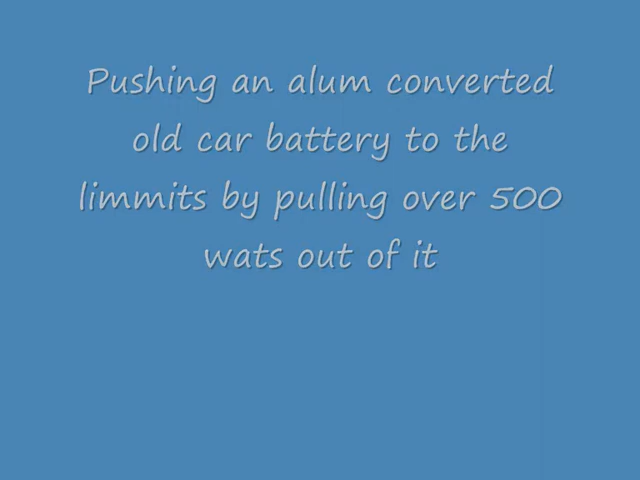 Pushing an alum converted
old car battery to the
limmits by pulling over 500
wats out of it